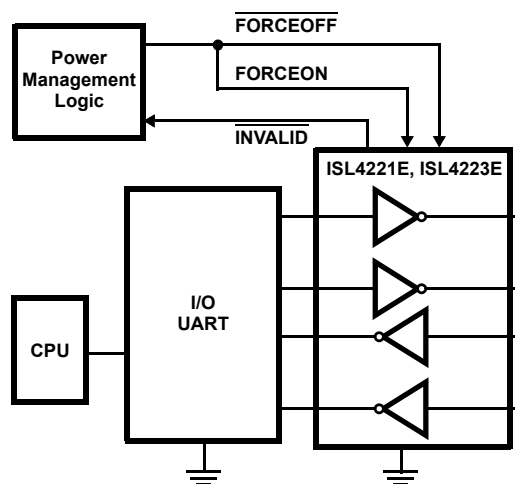 FORCEOFF
Power
Management
Logic
FORCEON
INVALID
ISL4221E, ISL4223E
I/O
UART
CPU